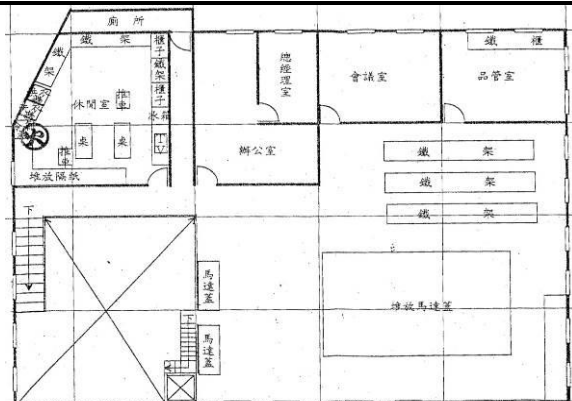 廁所
鐵架
櫃子
鐵架
櫃子
冰箱
TV
鐵架
休閒室
推車
桌
桌
推車
堆放隔紙
總經理室
會議室
鐵櫃
品管室
辦公室
鐵架
鐵架
鐵架
下
馬達蓋
馬達蓋
下
堆放馬達蓋